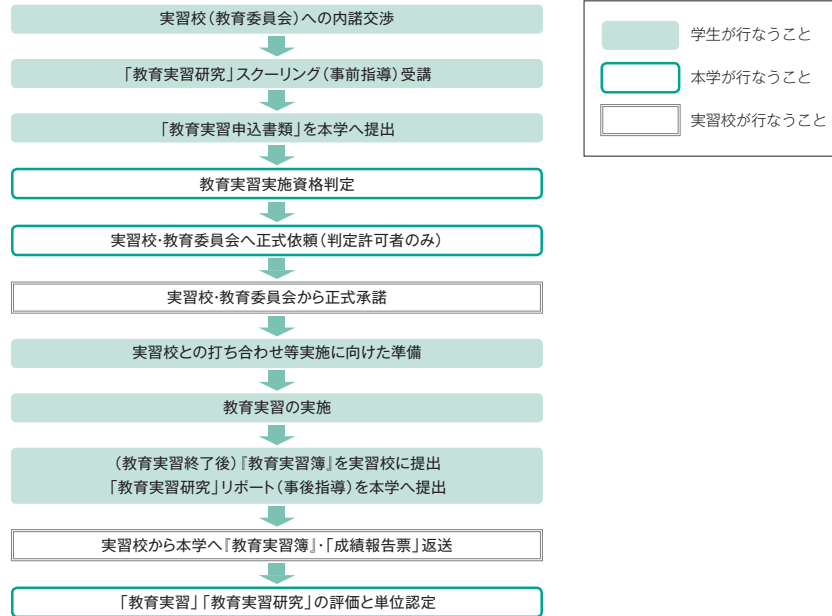 実習校(教育委員会)への内諾交渉
「教育実習研究」スクーリング(事前指導)受講
「教育実習申込書類」を本学へ提出
教育実習実施資格判定
実習校・教育委員会へ正式依頼(判定許可者のみ)
実習校・教育委員会から正式承諾
実習校との打ち合わせ等実施に向けた準備
教育実習の実施
(教育実習終了後)『教育実習簿』を実習校に提出
「教育実習研究」リポート(事後指導)を本学へ提出
実習校から本学へ『教育実習簿』・「成績報告票」返送
「教育実習」「教育実習研究」の評価と単位認定
学生が行なうこと
本学が行なうこと
実習校が行なうこと